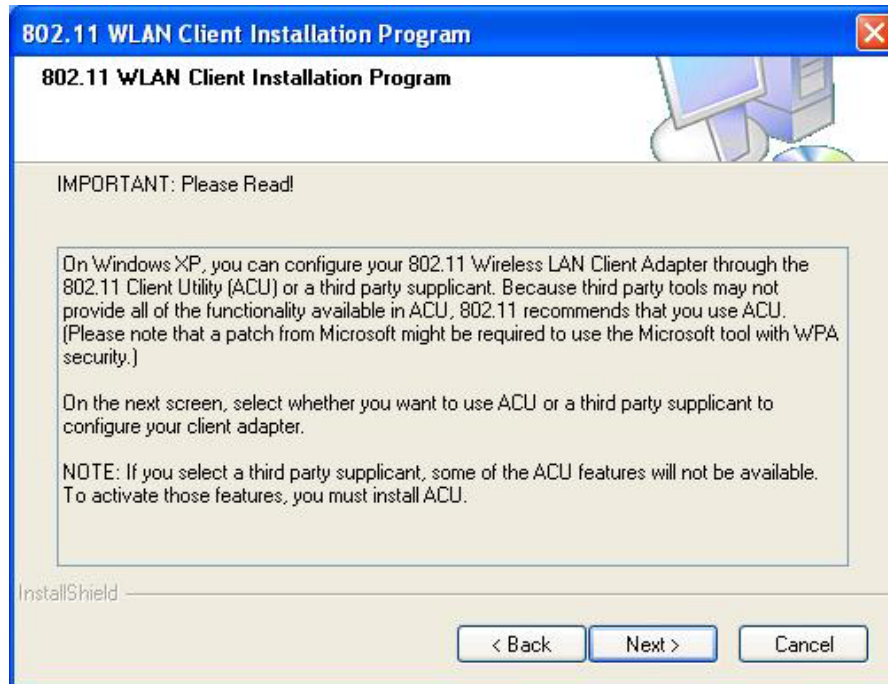 802.11 WLAN Client Installation Program
802.11 WLAN Client Installation Program
IMPORTANT: Please Read!
On Windows XP, you can configure your 802.11 Wireless LAN Client Adapter through the
802.11 Client Utility (ACU) or a third party supplicant. Because third party tools may not
provide all of the functionality available in ACU, 802.11 recommends that you use ACU.
(Please note that a patch from Microsoft might be required to use the Microsoft tool with WPA
security.)
On the next screen, select whether you want to use ACU or a third party supplicant to
configure your client adapter.
NOTE: If you select a third party supplicant, some of the ACU features will not be available.
To activate those features, you must install ACU.
InstallShield
< Back
Next >
Cancel